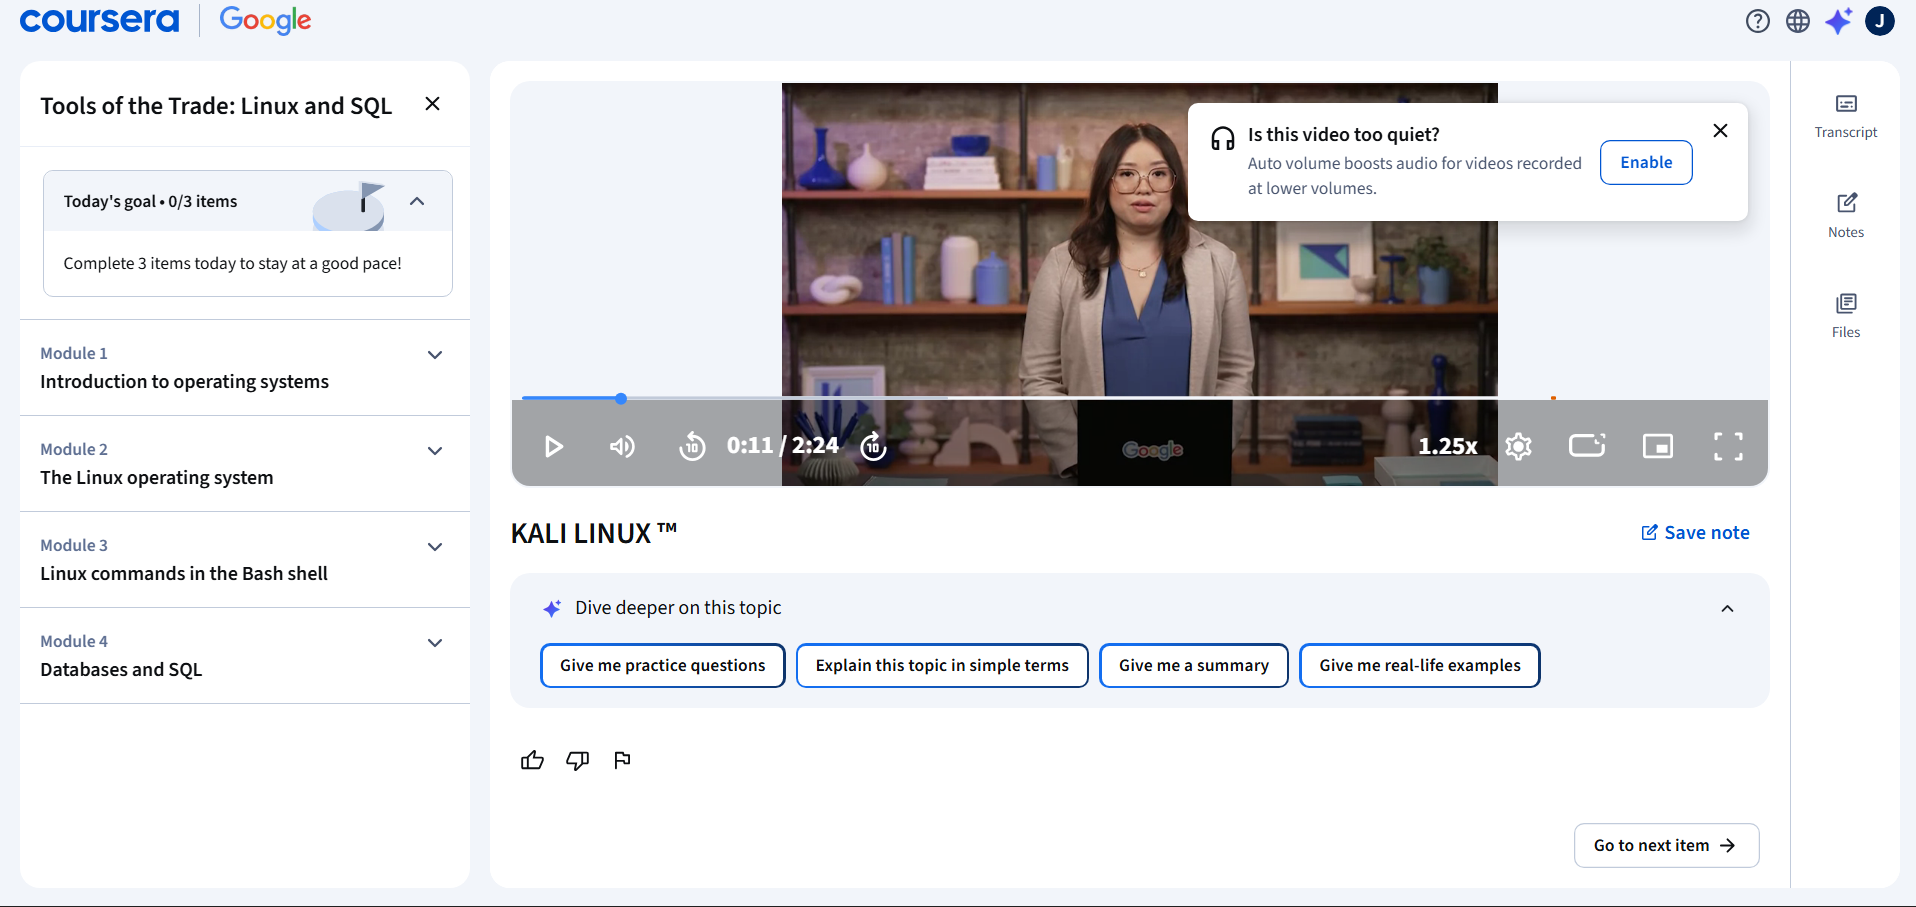 coursera
Google
J
Tools of the Trade: Linux and SQL
Today's goal • 0/3 items
Complete 3 items today to stay at a good pace!
Module 1
Introduction to operating systems
Module 2
The Linux operating system
Module 3
Linux commands in the Bash shell
Module 4
Databases and SQL
Is this video too quiet?
Auto volume boosts audio for videos recorded
at lower volumes.
Enable
10
0:11 / 2:24
10
Google
1.25x
KALI LINUX ™
Save note
Dive deeper on this topic
Give me practice questions
Explain this topic in simple terms
Give me a summary
Give me real-life examples
Go to next item
Transcript
Notes
Files